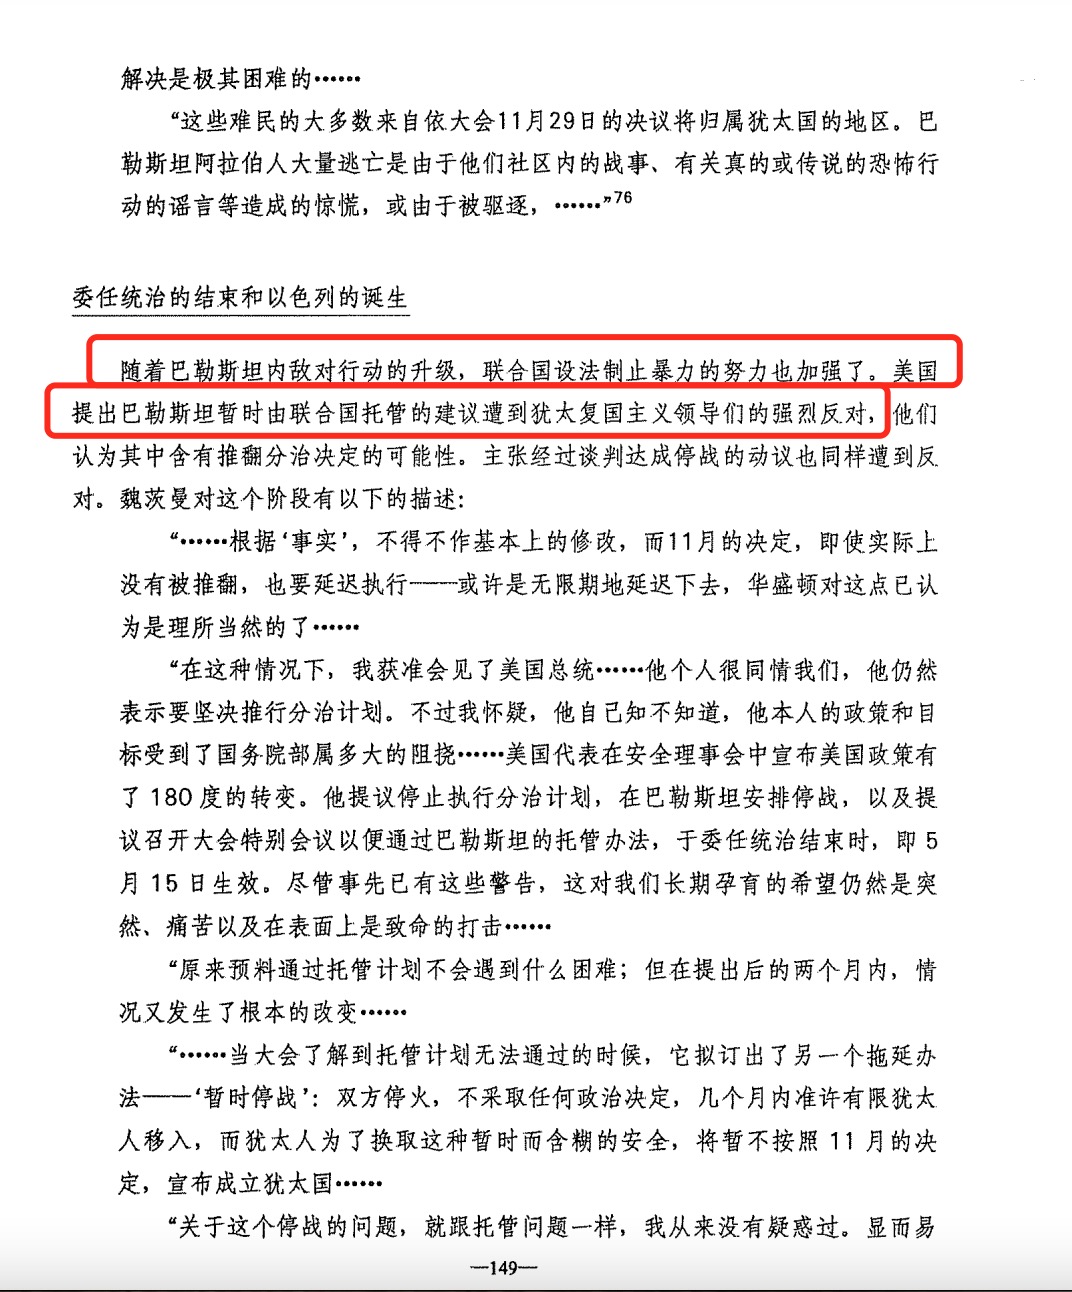 解决是极其困难的……
“这些难民的大多数来自依大会11月29日的决议将归属犹太国的地区。巴
勒斯坦阿拉伯人大量逃亡是由于他们社区内的战事、有关真的或传说的恐怖行
动的谣言等造成的惊慌，或由于被驱逐，……”76
委任统治的结束和以色列的诞生
随着巴勒斯坦内敌对行动的升级，联合国设法制止暴力的努力也加强了。美国
提出巴勒斯坦暂时由联合国托管的建议遭到犹太复国主义领导们的强烈反对，他们
认为其中含有推翻分治决定的可能性。主张经过谈判达成停战的动议也同样遭到反
对。魏茨曼对这个阶段有以下的描述：
“……根据‘事实’，不得不作基本上的修改，而11月的决定，即使实际上
没有被推翻，也要延迟执行——或许是无限期地延迟下去，华盛顿对这点已认
为是理所当然的了……
“在这种情况下，我获准会见了美国总统……他个人很同情我们，他仍然
表示要坚决推行分治计划。不过我怀疑，他自己知不知道，他本人的政策和目
标受到了国务院部属多大的阻挠……美国代表在安全理事会中宣布美国政策有
了 180 度的转变。他提议停止执行分治计划，在巴勒斯坦安排停战，以及提
议召开大会特别会议以便通过巴勒斯坦的托管办法，于委任统治结束时，即 5
月 15 日生效。尽管事先已有这些警告，这对我们长期孕育的希望仍然是突
然、痛苦以及在表面上是致命的打击……
“原来预料通过托管计划不会遇到什么困难；但在提出后的两个月内，情
况又发生了根本的改变……
“……当大会了解到托管计划无法通过的时候，它拟订出了另一个拖延办
法——‘暂时停战’：双方停火，不采取任何政治决定，几个月内准许有限犹太
人移入，而犹太人为了换取这种暂时而含糊的安全，将暂不按照 11 月的决
定，宣布成立犹太国……
“关于这个停战的问题，就跟托管问题一样，我从来没有疑惑过。显而易
—149—